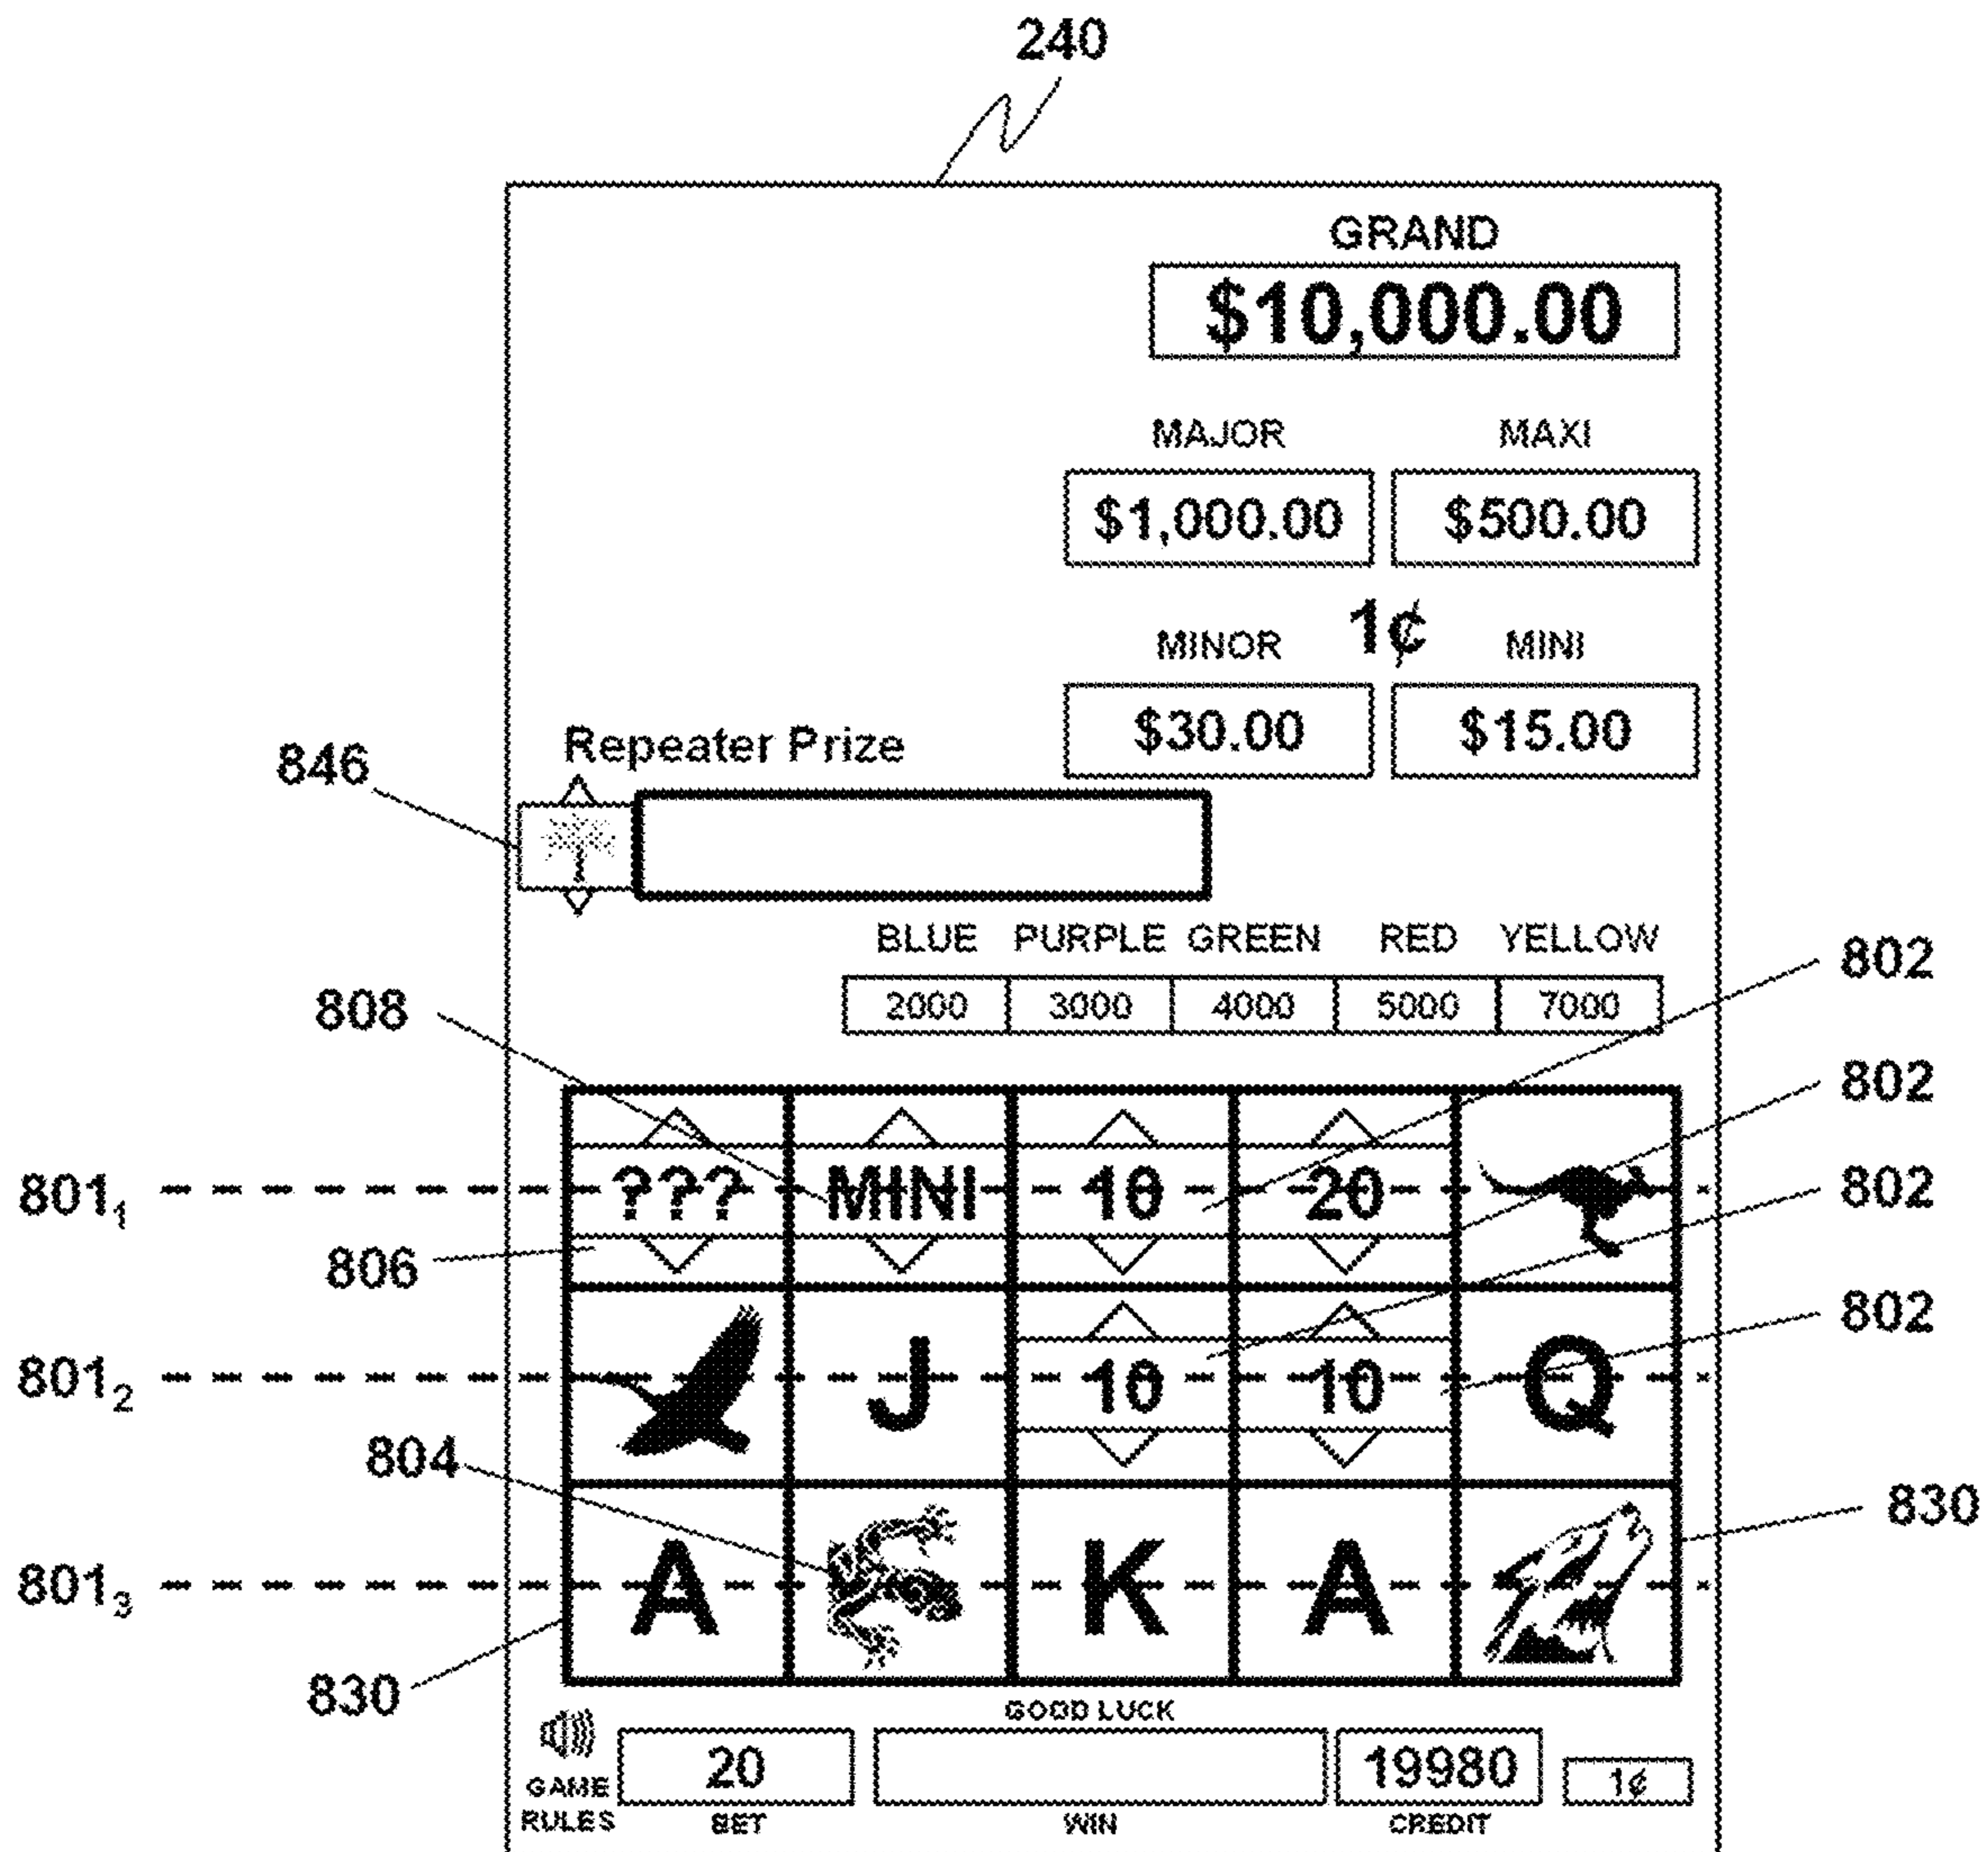 240
GRAND
$10,000.00
MAJOR MAXI
$1,000.00 $500.00
1¢
MINOR MINI
$30.00 $15.00
Repeater Prize
846
BLUE PURPLE GREEN RED YELLOW
802
2000 3000 4000 5000 7000
808
802
801₁ ??? MINI 10 20 802
806
802
801₂ J 10 10 Q
804
830
801₃ A K A
830
GOOD LUCK
20 19980 1¢
GAME
RULES BET WIN CREDIT